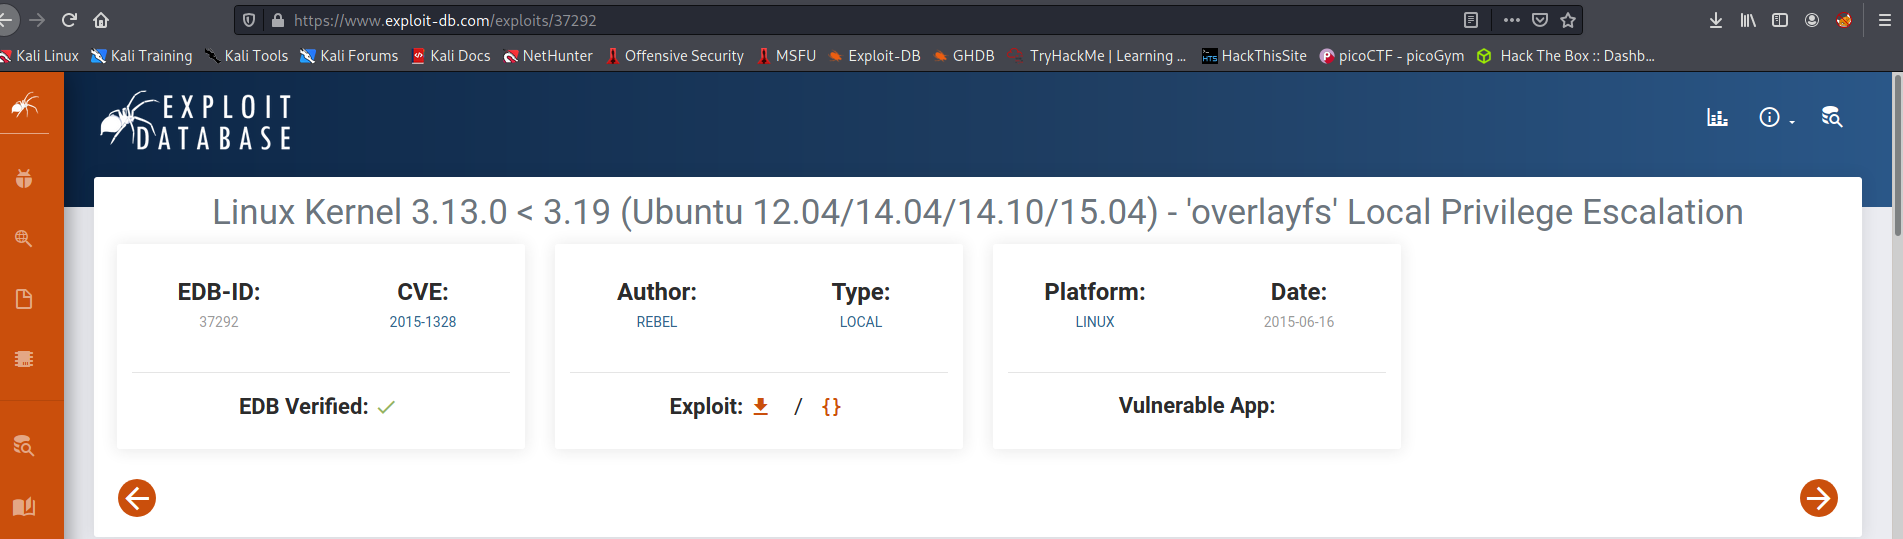 https://www.exploit-db.com/exploits/37292
Kali Linux Kali Training Kali Tools Kali Forums Kali Docs NetHunter Offensive Security MSFU Exploit-DB GHDB TryHackMe | Learning ... HackThisSite picoCTF - picoGym Hack The Box :: Dashb...
EXPLOIT
DATABASE
Linux Kernel 3.13.0 < 3.19 (Ubuntu 12.04/14.04/14.10/15.04) - 'overlayfs' Local Privilege Escalation
EDB-ID: CVE: Author: Type: Platform: Date:
37292 2015-1328 REBEL LOCAL LINUX 2015-06-16
EDB Verified: Exploit: / {} Vulnerable App: